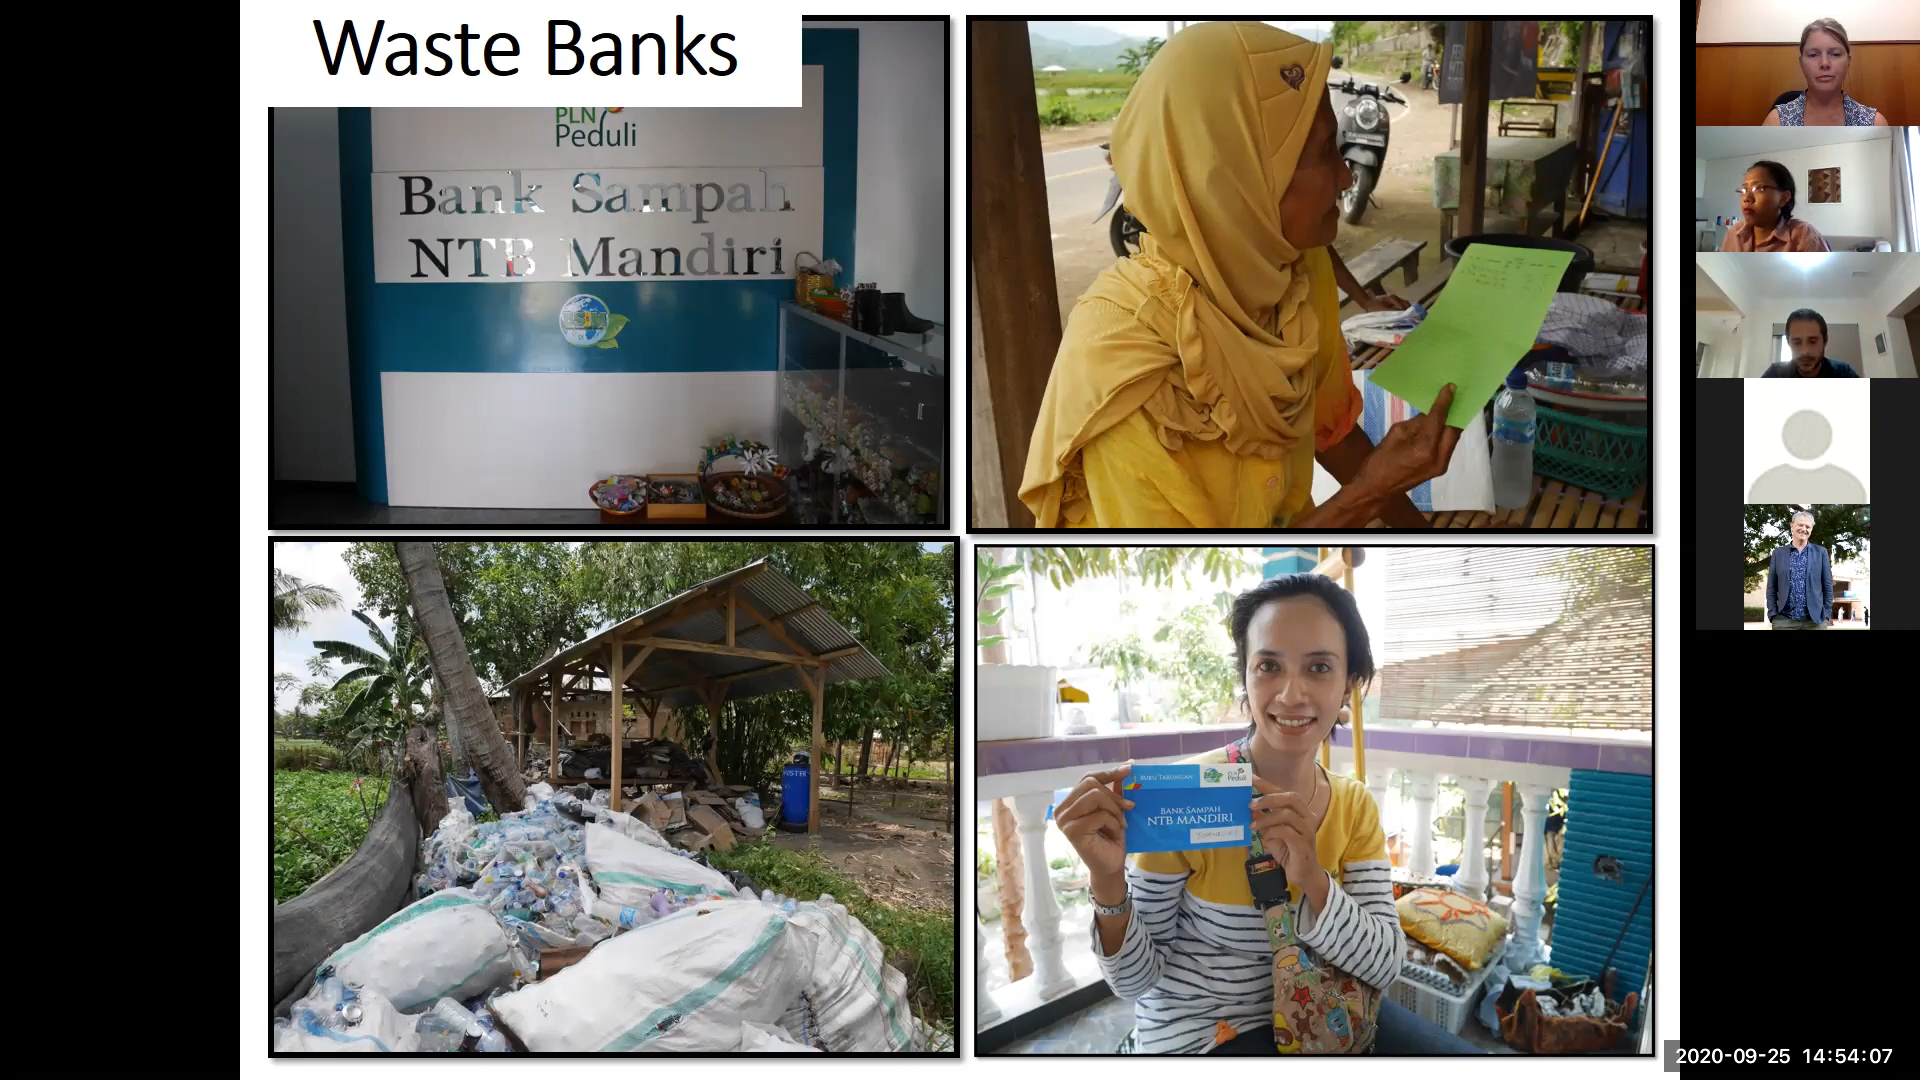 Waste Banks
PLN
Peduli
Bank Sampah
NTB Mandiri
BUKU TABUNGAN
PLN
Peduli
BANK SAMPAH
NTB MANDIRI
2020-09-25 14:54:07